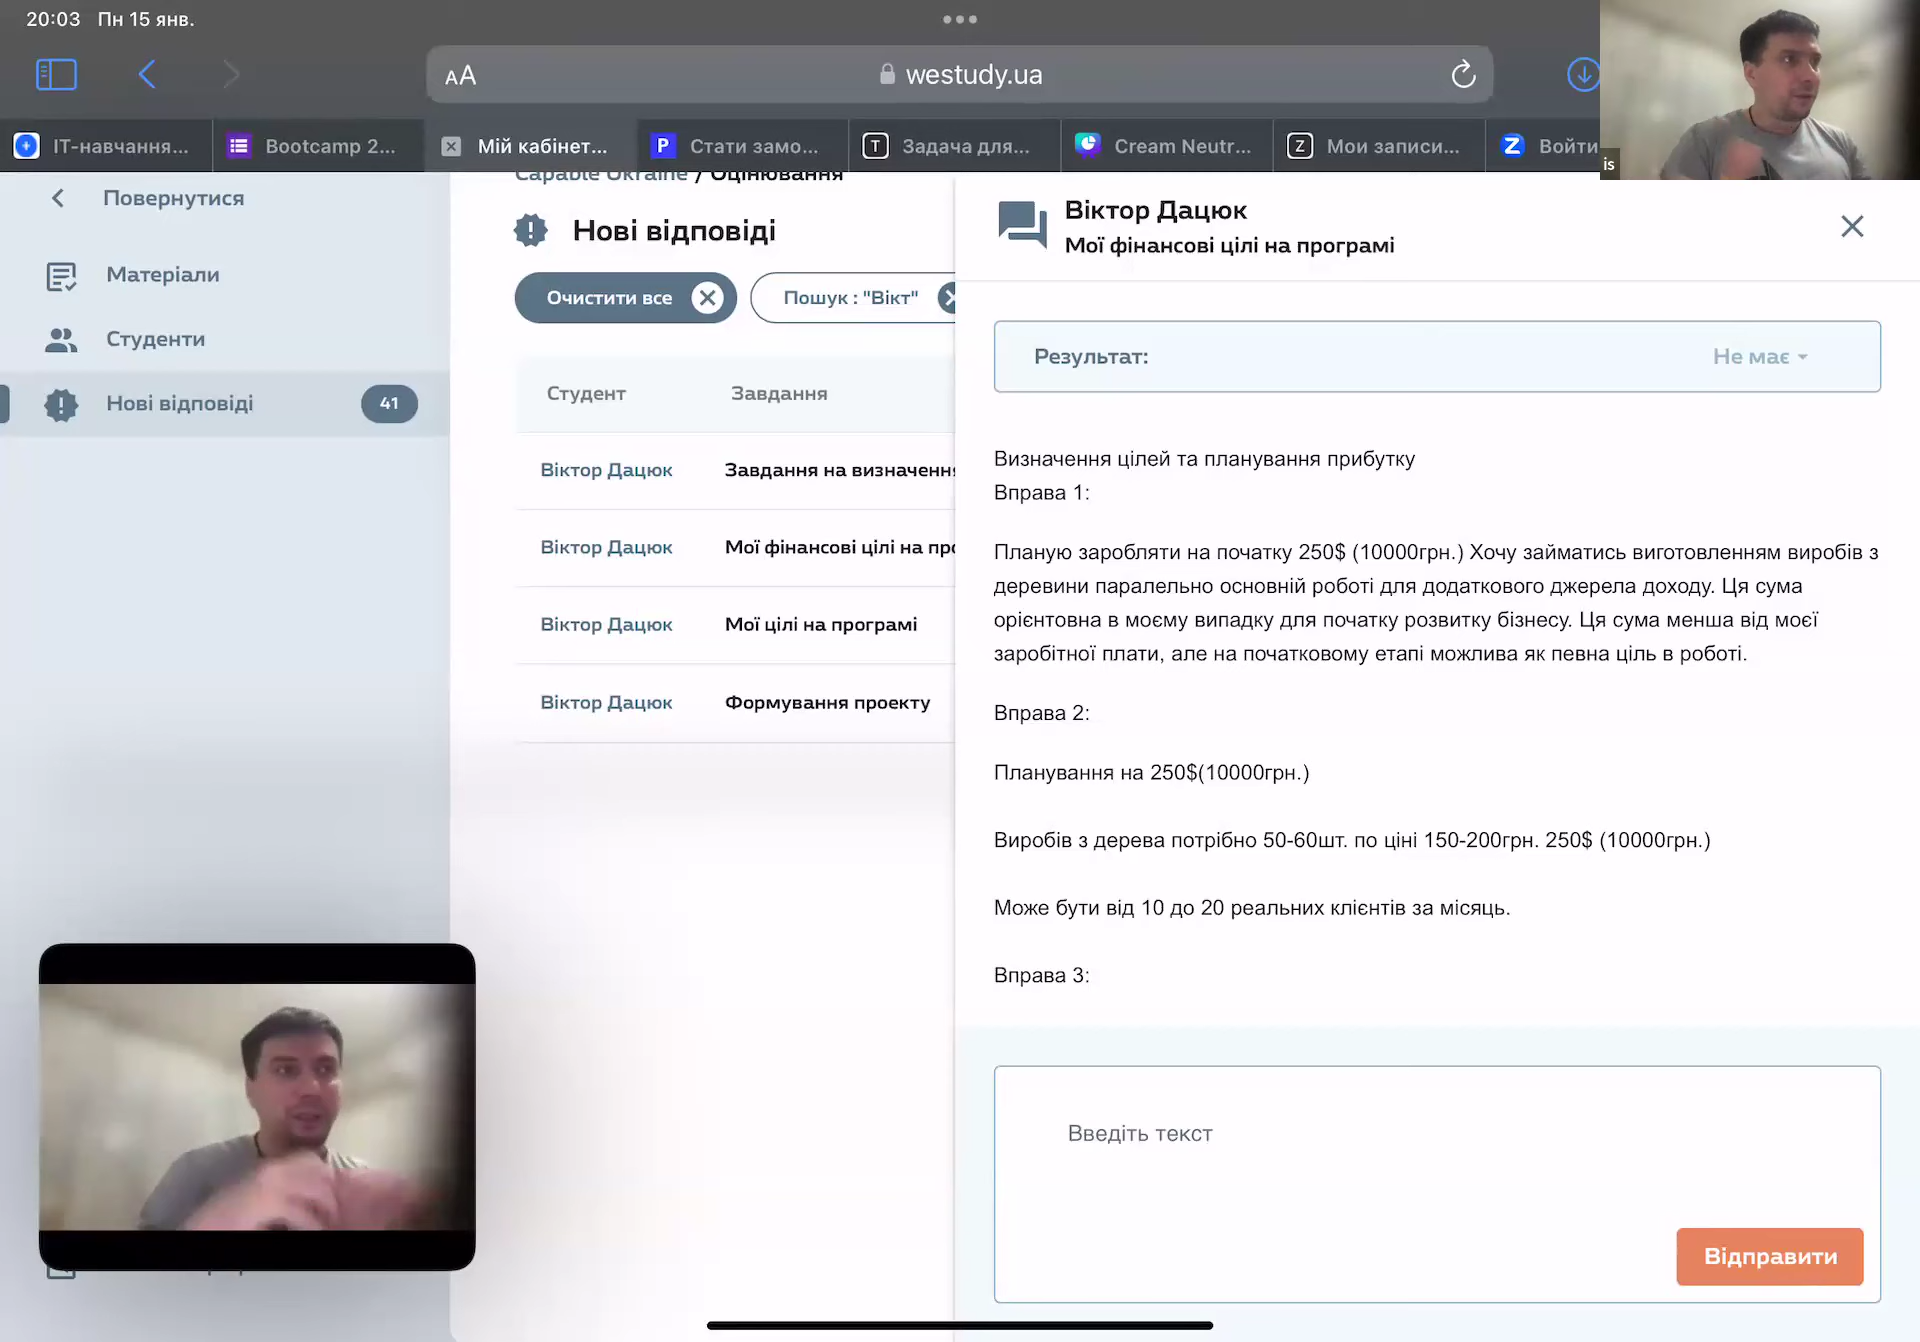 20:03 Пн 15 янв.
AA
westudy.ua
is
IT-навчання...
Bootcamp 2...
Мій кабінет...
P Стати замо...
T Задача для...
Cream Neutr...
Z Мои записи...
Z Войти
Повернутися
Матеріали
Студенти
Нові відповіді 41
Capable Ukraine / Оцінювання
Нові відповіді
Очистити все
Пошук : "Вікт"
Студент Завдання
Віктор Дацюк Завдання на визначення
Віктор Дацюк Мої фінансові цілі на про
Віктор Дацюк Мої цілі на програмі
Віктор Дацюк Формування проекту
Віктор Дацюк
Мої фінансові цілі на програмі
Результат: Не має
Визначення цілей та планування прибутку
Вправа 1:
Планую заробляти на початку 250$ (10000грн.) Хочу займатись виготовленням виробів з
деревини паралельно основній роботі для додаткового джерела доходу. Ця сума
орієнтовна в моєму випадку для початку розвитку бізнесу. Ця сума менша від моєї
заробітної плати, але на початковому етапі можлива як певна ціль в роботі.
Вправа 2:
Планування на 250$(10000грн.)
Виробів з дерева потрібно 50-60шт. по ціні 150-200грн. 250$ (10000грн.)
Може бути від 10 до 20 реальних клієнтів за місяць.
Вправа 3:
Введіть текст
Відправити